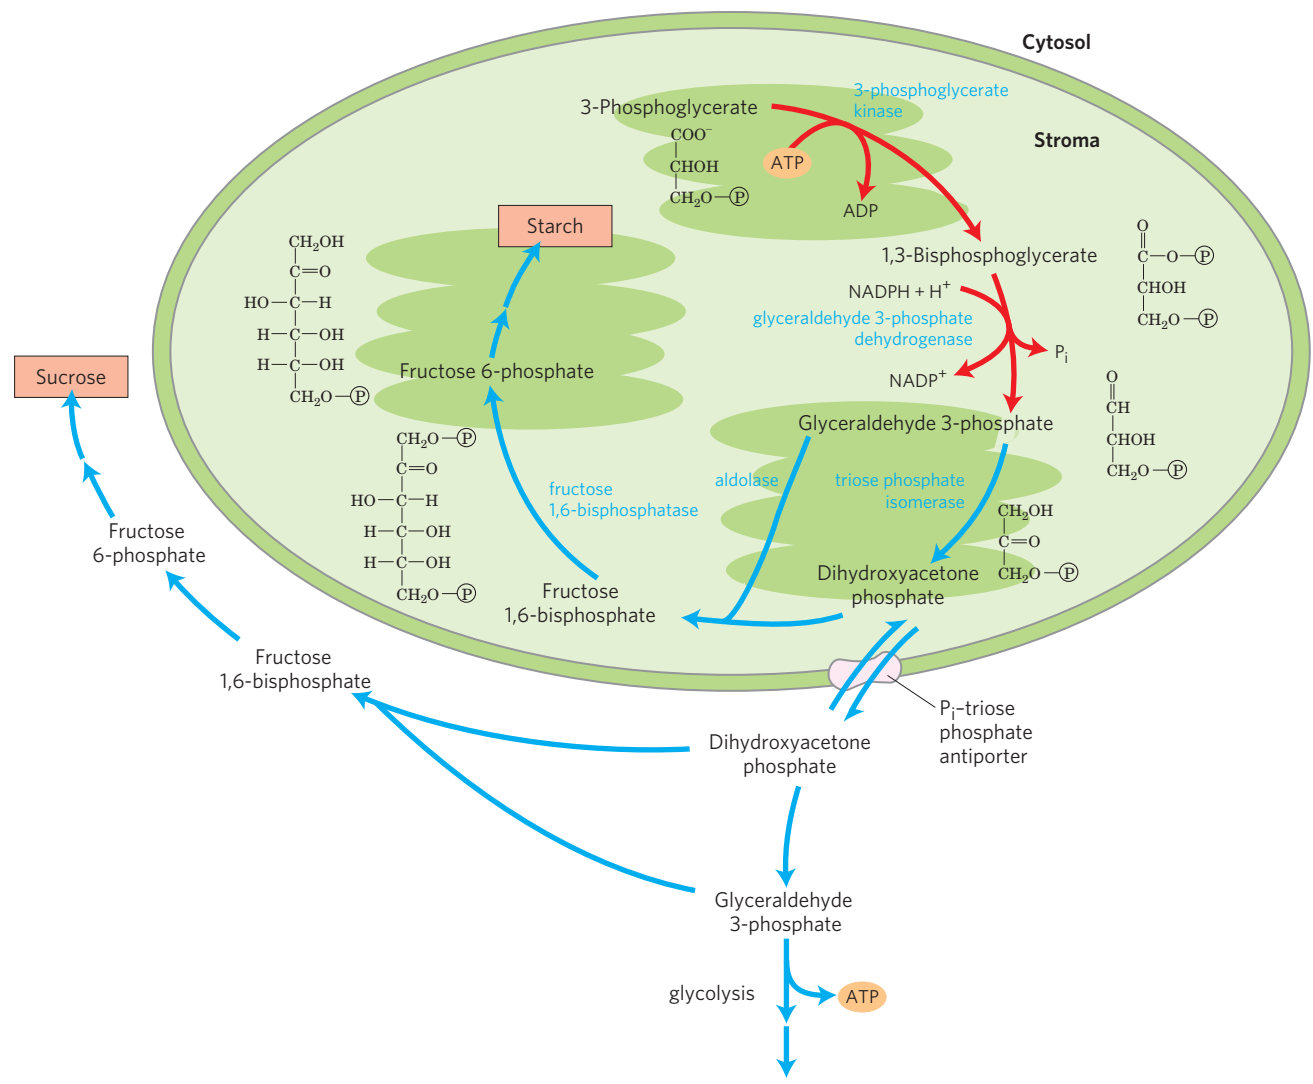 Cytosol
3-phosphoglycerate
kinase
3-Phosphoglycerate
COO⁻
CHOH
CH₂O—Ⓟ
ATP
ADP
Stroma
Starch
1,3-Bisphosphoglycerate
O
C—O—Ⓟ
CHOH
CH₂O—Ⓟ
NADPH + H⁺
glyceraldehyde 3-phosphate
dehydrogenase
Pᵢ
NADP⁺
CH₂OH
C=O
HO—C—H
H—C—OH
H—C—OH
CH₂O—Ⓟ
Fructose 6-phosphate
Sucrose
Glyceraldehyde 3-phosphate
O
CH
CHOH
CH₂O—Ⓟ
CH₂O—Ⓟ
C=O
HO—C—H
H—C—OH
H—C—OH
CH₂O—Ⓟ
fructose
1,6-bisphosphatase
aldolase
triose phosphate
isomerase
CH₂OH
C=O
CH₂O—Ⓟ
Dihydroxyacetone
phosphate
Fructose
1,6-bisphosphate
Fructose
6-phosphate
Fructose
1,6-bisphosphate
Pᵢ–triose
phosphate
antiporter
Dihydroxyacetone
phosphate
Glyceraldehyde
3-phosphate
glycolysis
ATP